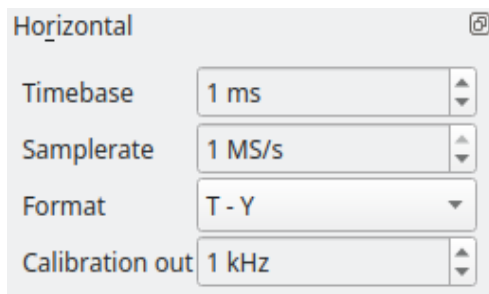 Horizontal
Timebase 1 ms
Samplerate 1 MS/s
Format T - Y
Calibration out 1 kHz